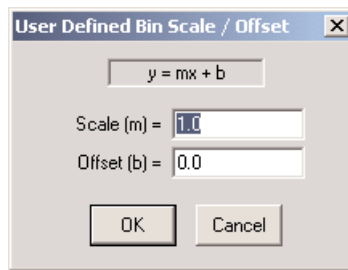 User Defined Bin Scale / Offset
y = mx + b
Scale (m) = 1.0
Offset (b) = 0.0
OK Cancel